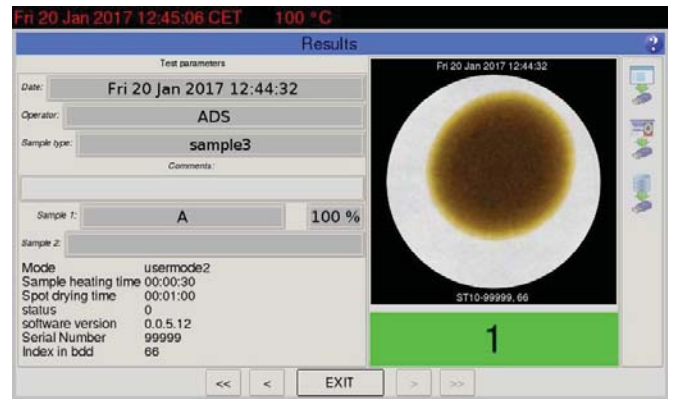 Fri 20 Jan 2017 12:45:06 CET 100 °C
Results
?
Test parameters
Date: Fri 20 Jan 2017 12:44:32
Operator: ADS
Sample type: sample3
Comments:
Sample 1: A 100 %
Sample 2:
Mode usermode2
Sample heating time 00:00:30
Spot drying time 00:01:00
status 0
software version 0.0.5.12
Serial Number 99999
Index in bdd 66
Fri 20 Jan 2017 12:44:32
ST10-99999, 66
1
<< < EXIT > >>